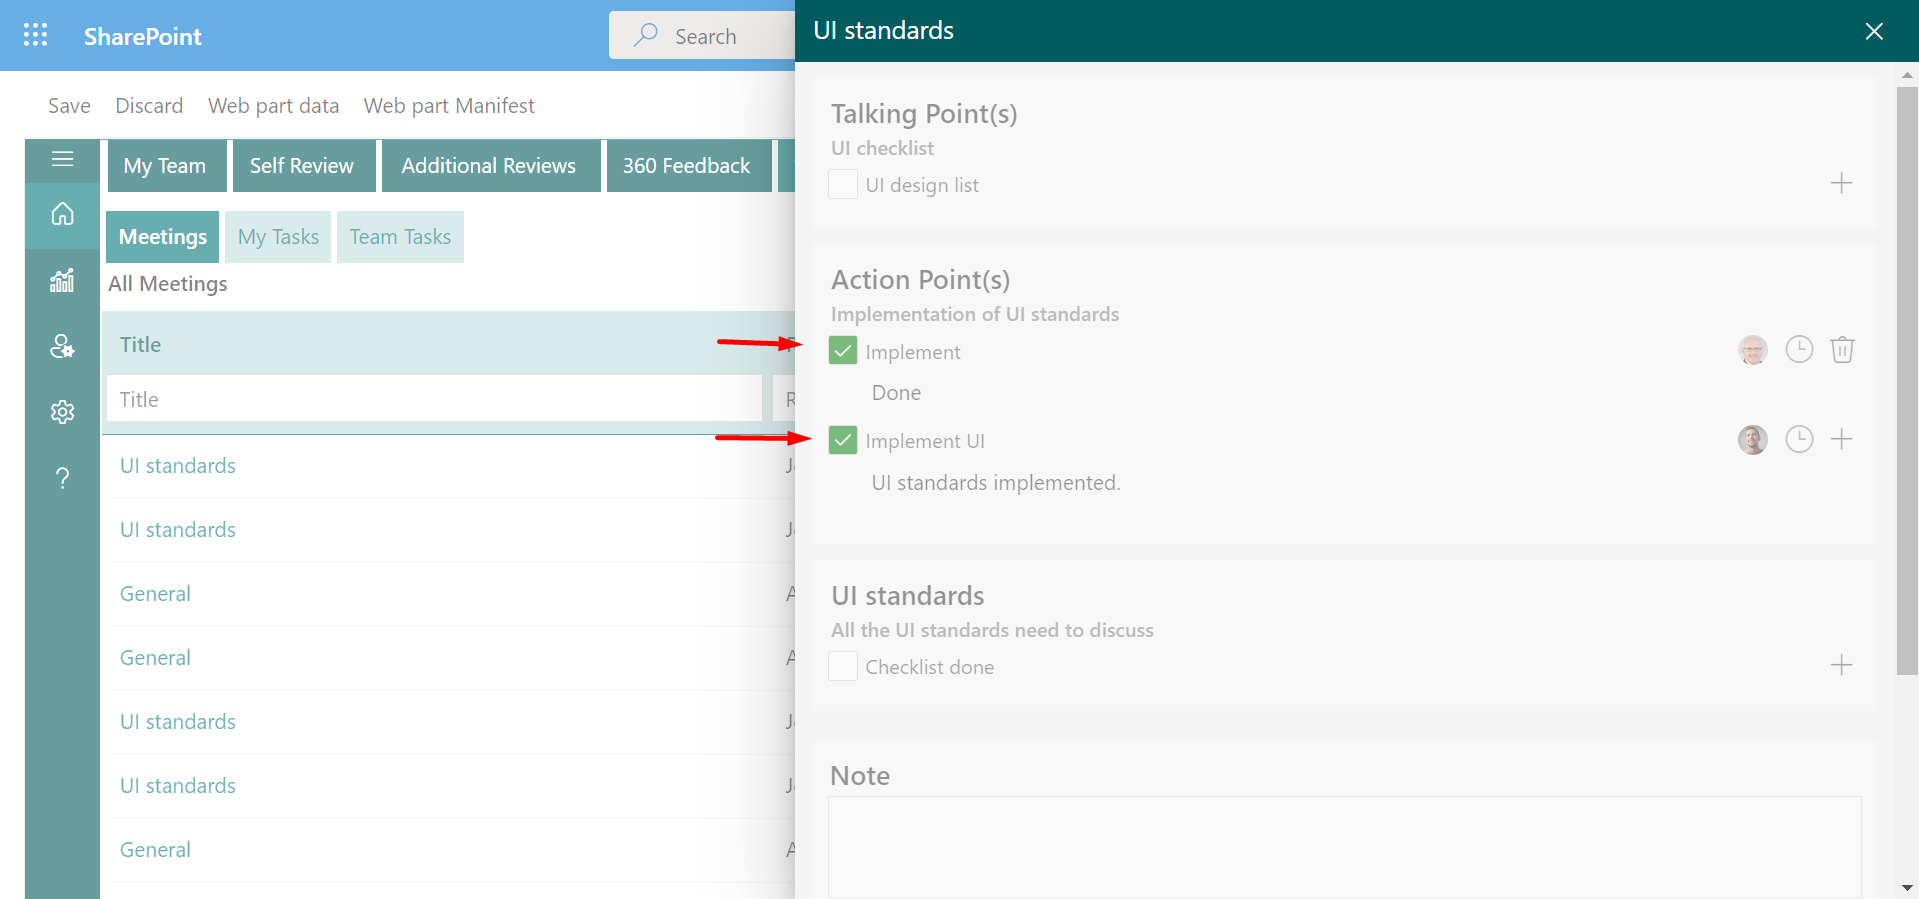 SharePoint
Search
Save Discard Web part data Web part Manifest
My Team Self Review Additional Reviews 360 Feedback
Meetings My Tasks Team Tasks
All Meetings
Title
Title
UI standards
UI standards
General
General
UI standards
UI standards
General
UI standards
Talking Point(s)
UI checklist
UI design list
Action Point(s)
Implementation of UI standards
Implement
Done
Implement UI
UI standards implemented.
UI standards
All the UI standards need to discuss
Checklist done
Note